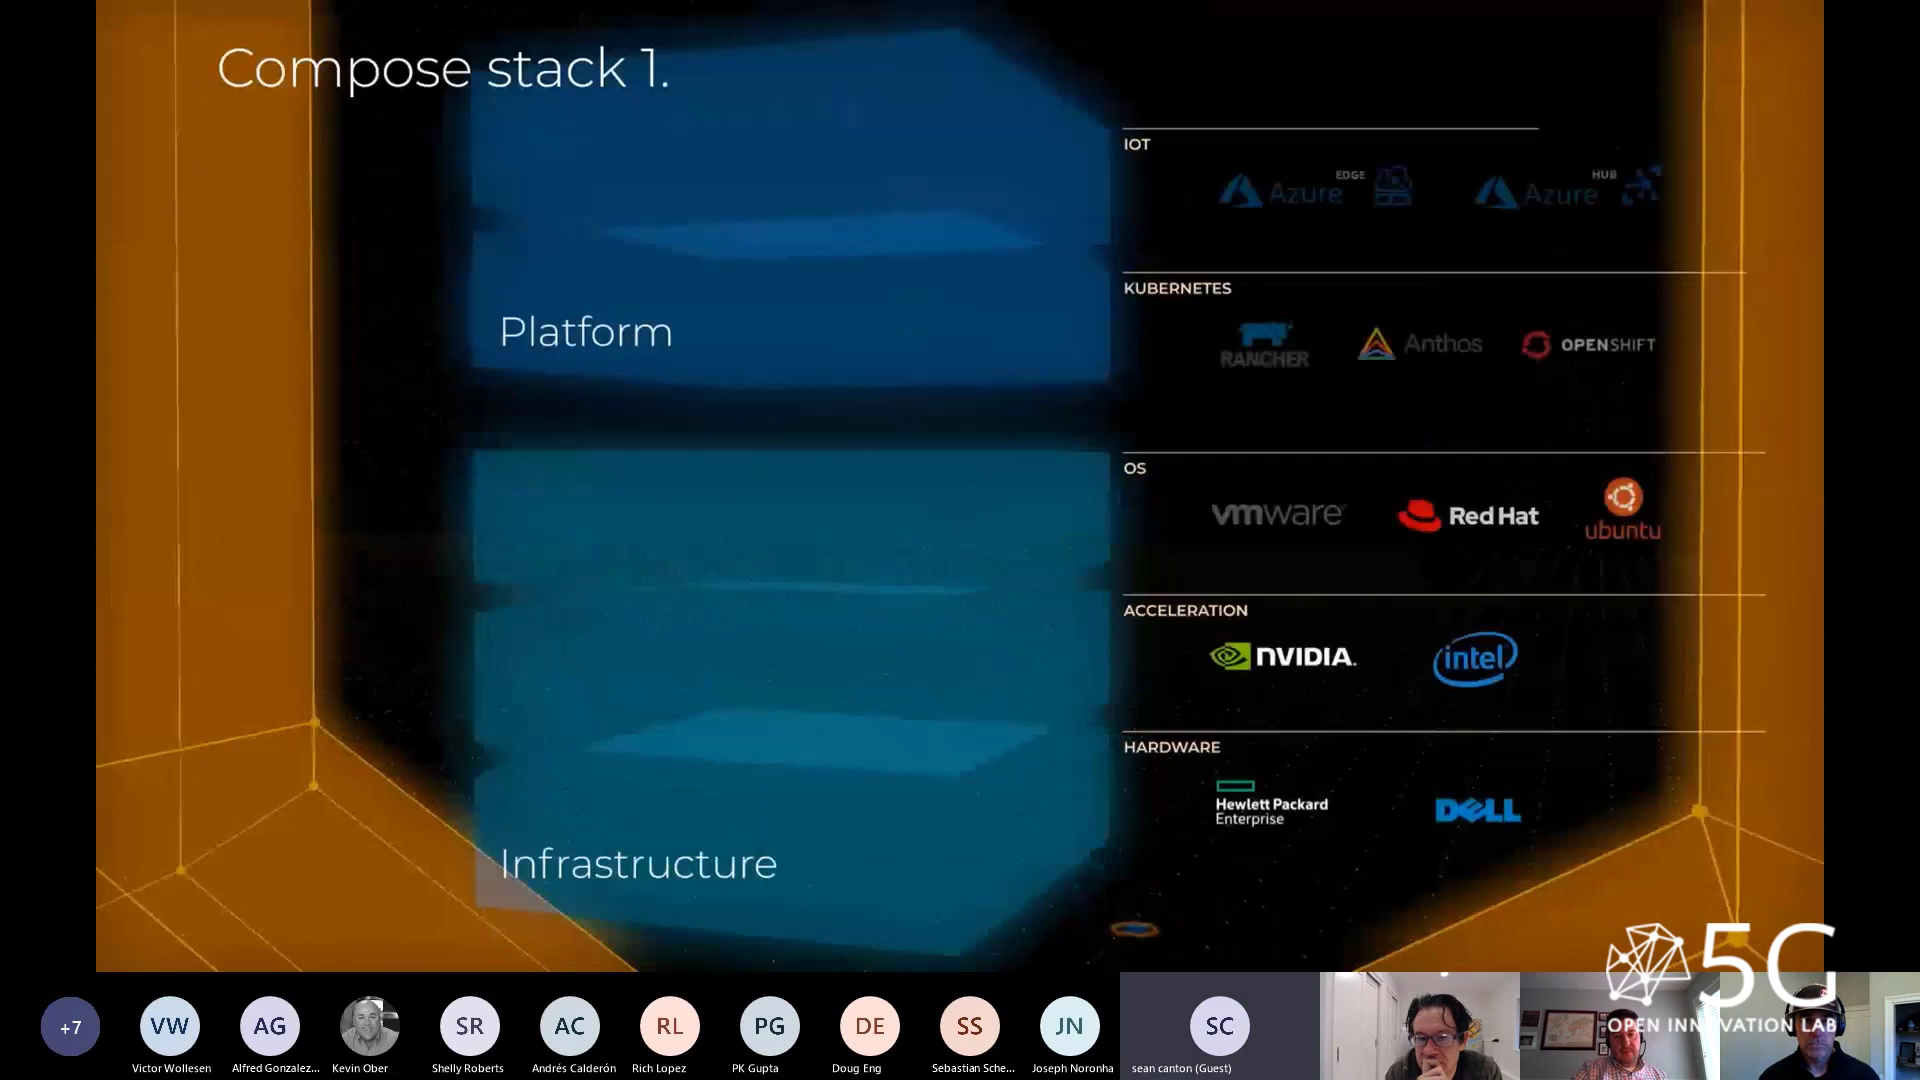 Compose stack 1.
IOT
EDGE
Azure
HUB
Azure
KUBERNETES
RANCHER
Anthos
OPENSHIFT
Platform
OS
vmware
Red Hat
ubuntu
ACCELERATION
NVIDIA.
intel
HARDWARE
Hewlett Packard
Enterprise
DELL
Infrastructure
5G
OPEN INNOVATION LAB
+7
VW
AG
SR
AC
RL
PG
DE
SS
JN
SC
Victor Wollesen
Alfred Gonzalez...
Kevin Ober
Shelly Roberts
Andrés Calderón
Rich Lopez
PK Gupta
Doug Eng
Sebastian Sche...
Joseph Noronha
sean canton (Guest)